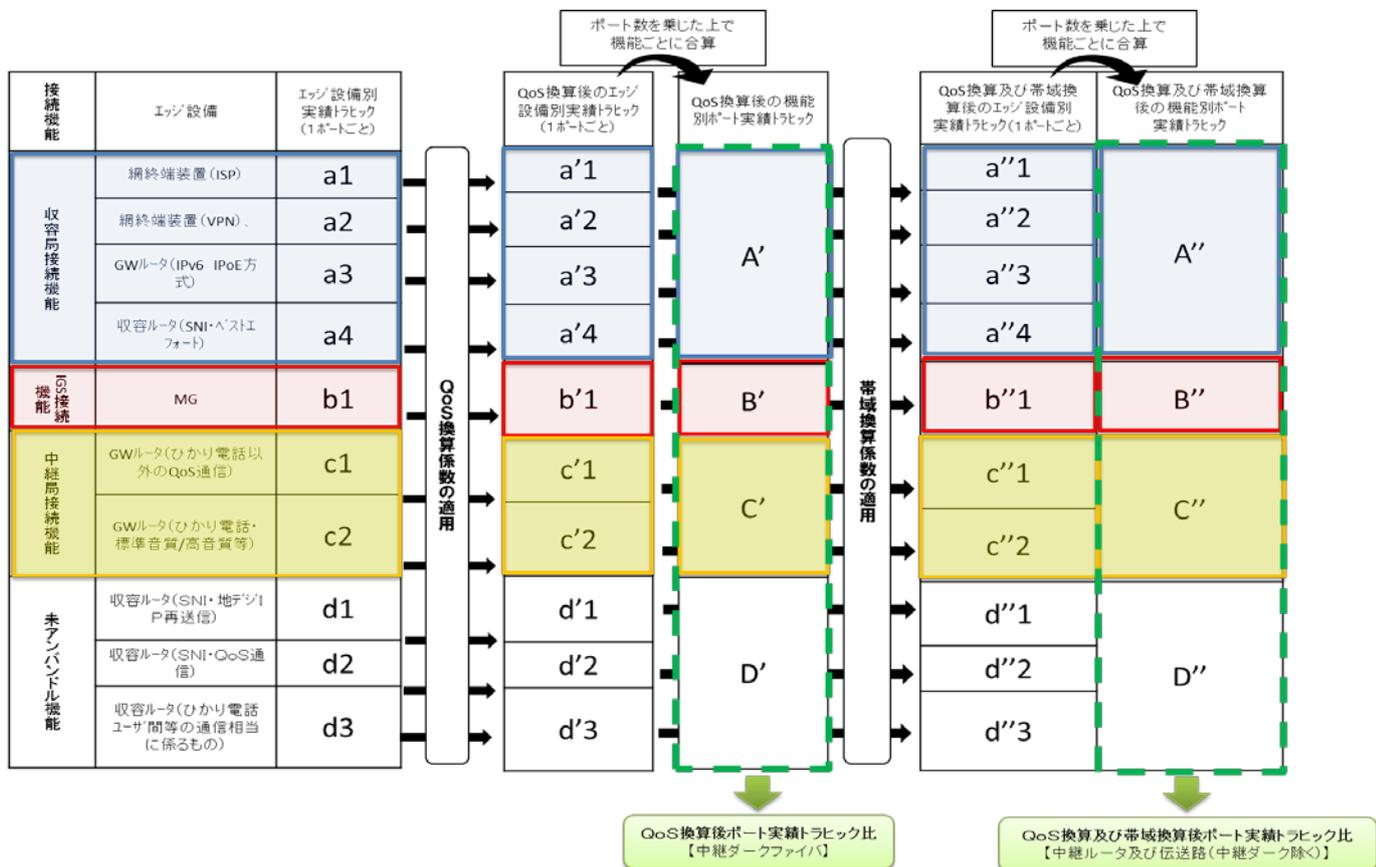 ポート数を乗じた上で
機能ごとに合算
ポート数を乗じた上で
機能ごとに合算
接続機能
エッジ設備
エッジ設備別
実績トラヒック
(1ポートごと)
QoS換算後のエッジ
設備別実績トラヒック
(1ポートごと)
QoS換算後の機能
別ポート実績トラヒック
QoS換算及び帯域換
算後のエッジ設備別
実績トラヒック(1ポートごと)
QoS換算及び帯域換算
後の機能別ポート
実績トラヒック
収容局接続機能
網終端装置(ISP)
a1
a'1
a''1
網終端装置(VPN)、
a2
a'2
a''2
GWルータ(IPv6 IPoE方
式)
a3
a'3
a''3
収容ルータ(SNI・ベストエ
フォート)
a4
a'4
a''4
A'
A''
IGS接続
機能
MG
b1
b'1
B'
b''1
B''
中継局接続機能
GWルータ(ひかり電話以
外のQoS通信)
c1
c'1
c''1
GWルータ(ひかり電話・
標準音質/高音質等)
c2
c'2
c''2
C'
C''
未アンバンドル機能
収容ルータ(SNI・地デジI
P再送信)
d1
d'1
d''1
収容ルータ(SNI・QoS通
信)
d2
d'2
d''2
収容ルータ(ひかり電話
ユーザ間等の通信相当
に係るもの)
d3
d'3
d''3
D'
D''
QoS換算係数の適用
帯域換算係数の適用
QoS換算後ポート実績トラヒック比
【中継ダークファイバ】
QoS換算及び帯域換算後ポート実績トラヒック比
【中継ルータ及び伝送路(中継ダーク除く)】